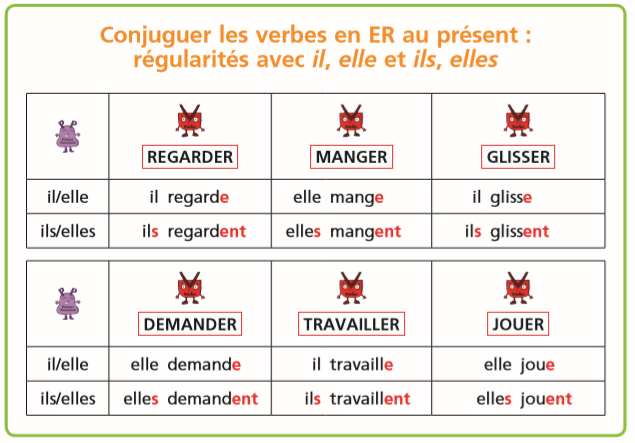 Conjuguer les verbes en ER au présent :
régularités avec il, elle et ils, elles
REGARDER MANGER GLISSER
il/elle il regarde elle mange il glisse
ils/elles ils regardent elles mangent ils glissent
DEMANDER TRAVAILLER JOUER
il/elle elle demande il travaille elle joue
ils/elles elles demandent ils travaillent elles jouent